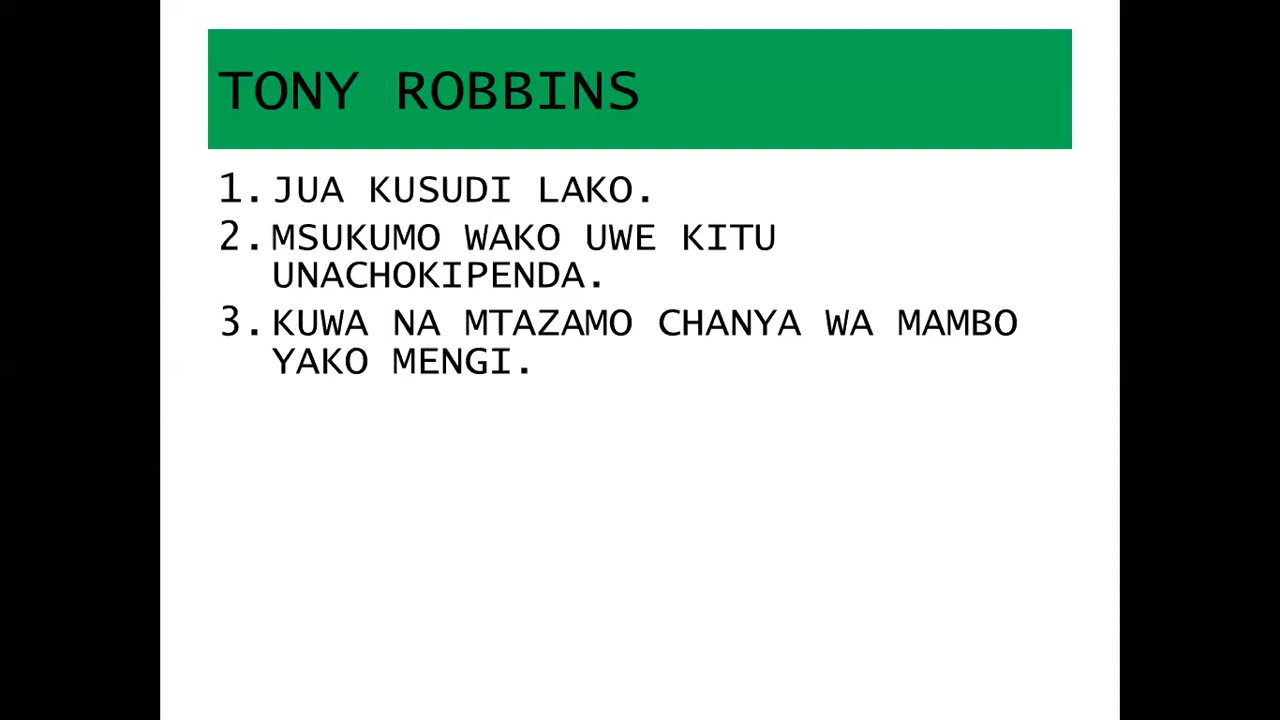 TONY ROBBINS
1. JUA KUSUDI LAKO.
2. MSUKUMO WAKO UWE KITU
UNACHOKIPENDA.
3. KUWA NA MTAZAMO CHANYA WA MAMBO
YAKO MENGI.